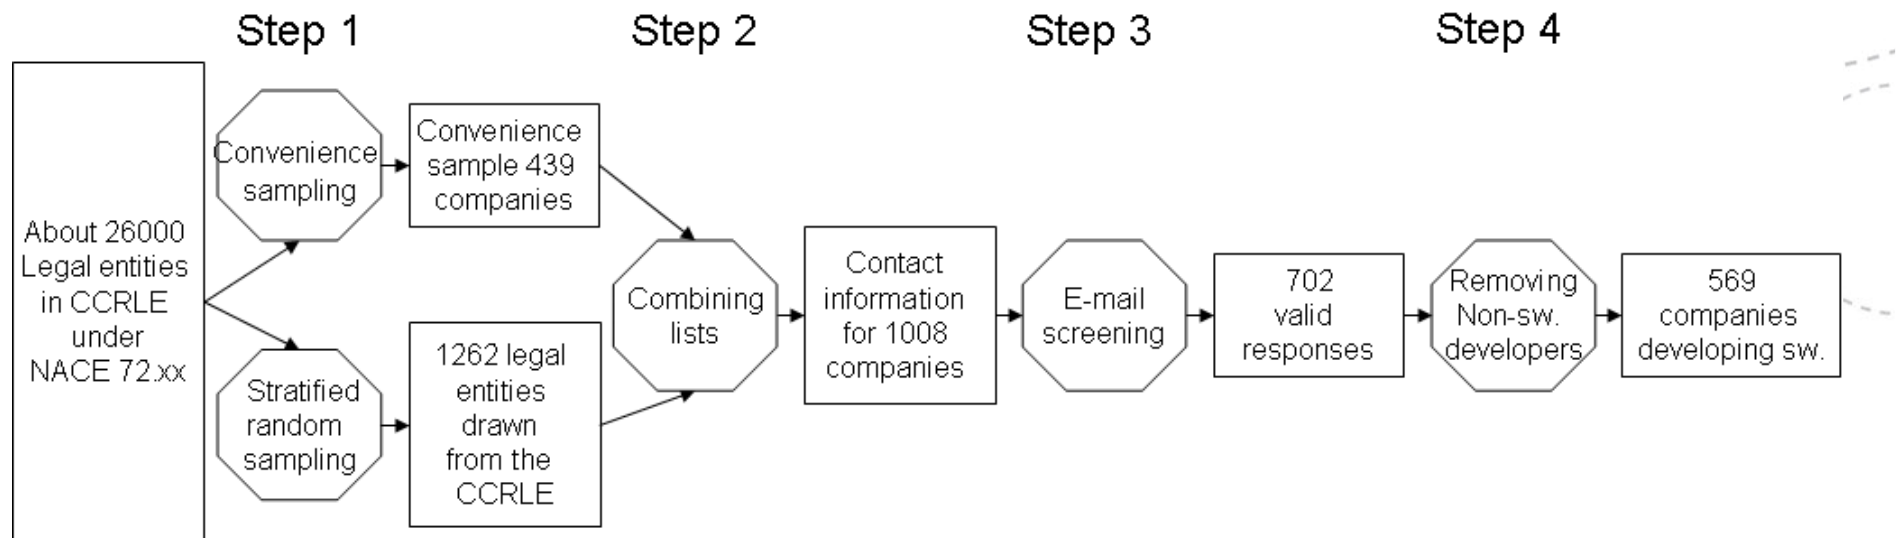 Step 1
Step 2
Step 3
Step 4
About 26000
Legal entities
in CCRLE
under
NACE 72.xx
Convenience
sampling
Convenience
sample 439
companies
Stratified
random
sampling
1262 legal
entities
drawn
from the
CCRLE
Combining
lists
Contact
information
for 1008
companies
E-mail
screening
702
valid
responses
Removing
Non-sw.
developers
569
companies
developing sw.